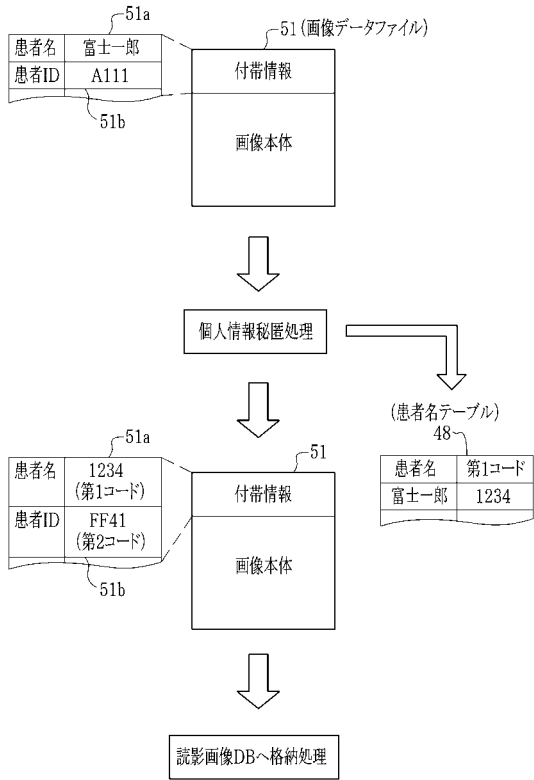 51a
51(画像データファイル)
患者名 富士一郎
患者ID A111
51b
付帯情報
画像本体
個人情報秘匿処理
(患者名テーブル)
48
患者名 第1コード
富士一郎 1234
51a
51
患者名 1234
(第1コード)
患者ID FF41
(第2コード)
51b
付帯情報
画像本体
読影画像DBへ格納処理